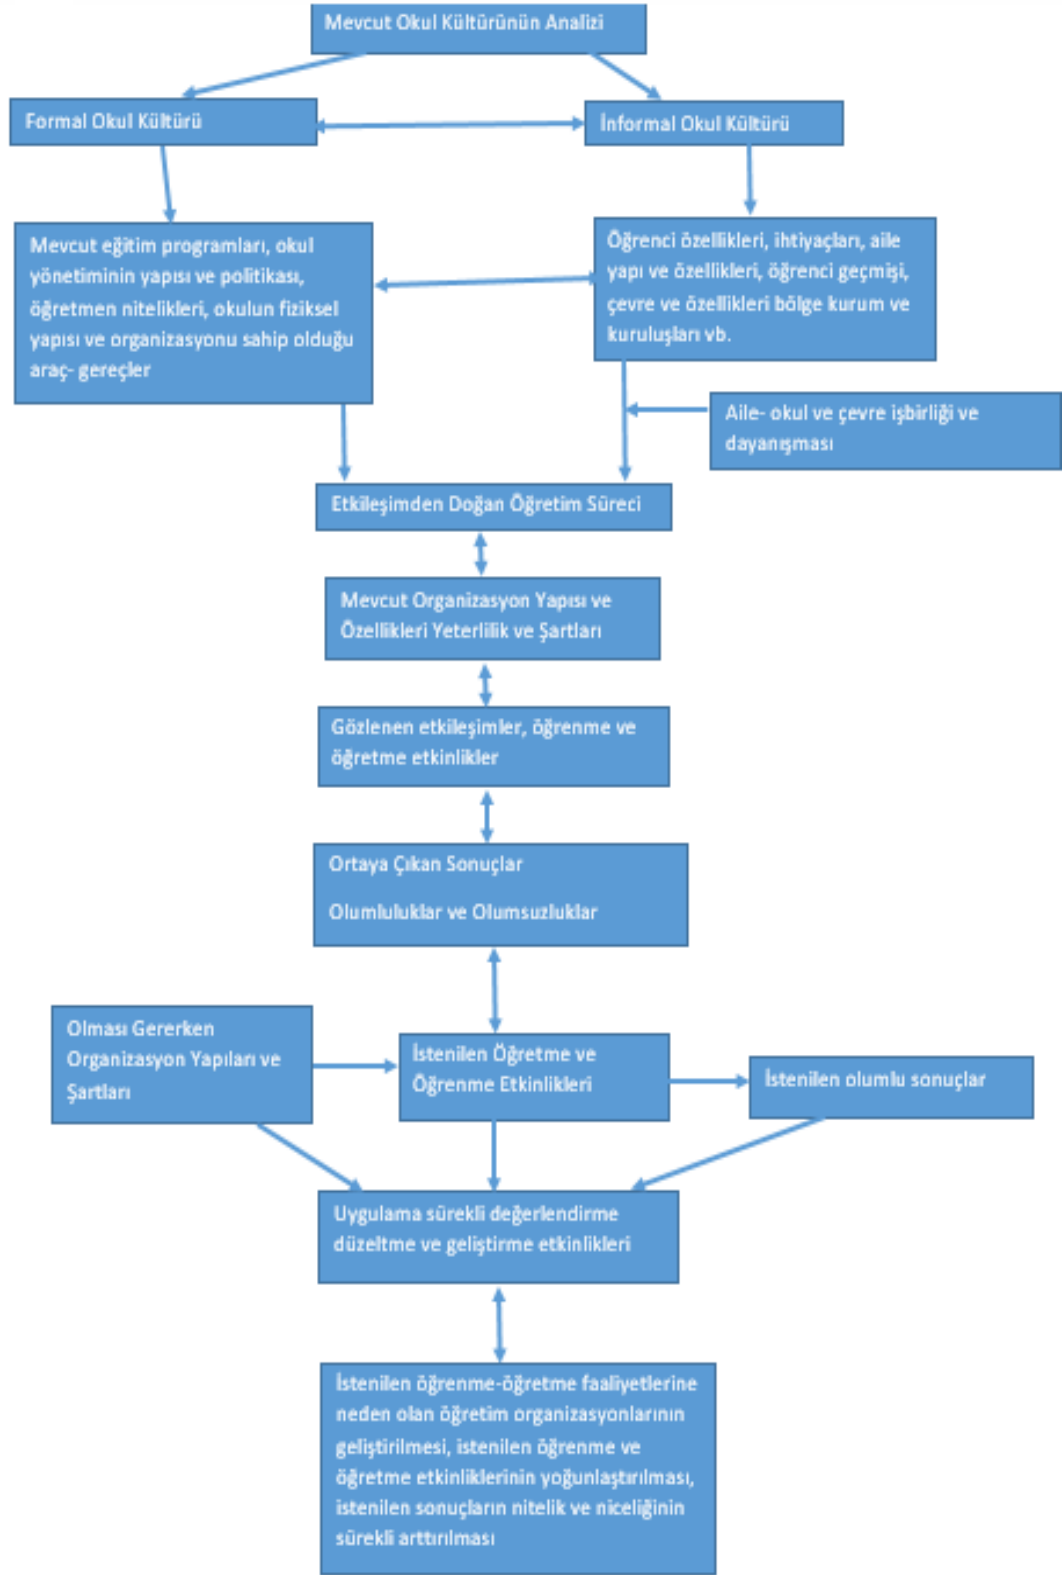 Mevcut Okul Kültürünün Analizi
Formal Okul Kültürü
İnformal Okul Kültürü
Mevcut eğitim programları, okul
yönetiminin yapısı ve politikası,
öğretmen nitelikleri, okulun fiziksel
yapısı ve organizasyonu sahip olduğu
araç- gereçler
Öğrenci özellikleri, ihtiyaçları, aile
yapı ve özellikleri, öğrenci geçmişi,
çevre ve özellikleri bölge kurum ve
kuruluşları vb.
Aile- okul ve çevre işbirliği ve
dayanışması
Etkileşimden Doğan Öğretim Süreci
Mevcut Organizasyon Yapısı ve
Özellikleri Yeterlilik ve Şartları
Gözlenen etkileşimler, öğrenme ve
öğretme etkinlikler
Ortaya Çıkan Sonuçlar
Olumluluklar ve Olumsuzluklar
Olması Gererken
Organizasyon Yapıları ve
Şartları
İstenilen Öğretme ve
Öğrenme Etkinlikleri
İstenilen olumlu sonuçlar
Uygulama sürekli değerlendirme
düzeltme ve geliştirme etkinlikleri
İstenilen öğrenme-öğretme faaliyetlerine
neden olan öğretim organizasyonlarının
geliştirilmesi, istenilen öğrenme ve
öğretme etkinliklerinin yoğunlaştırılması,
istenilen sonuçların nitelik ve niceliğinin
sürekli arttırılması